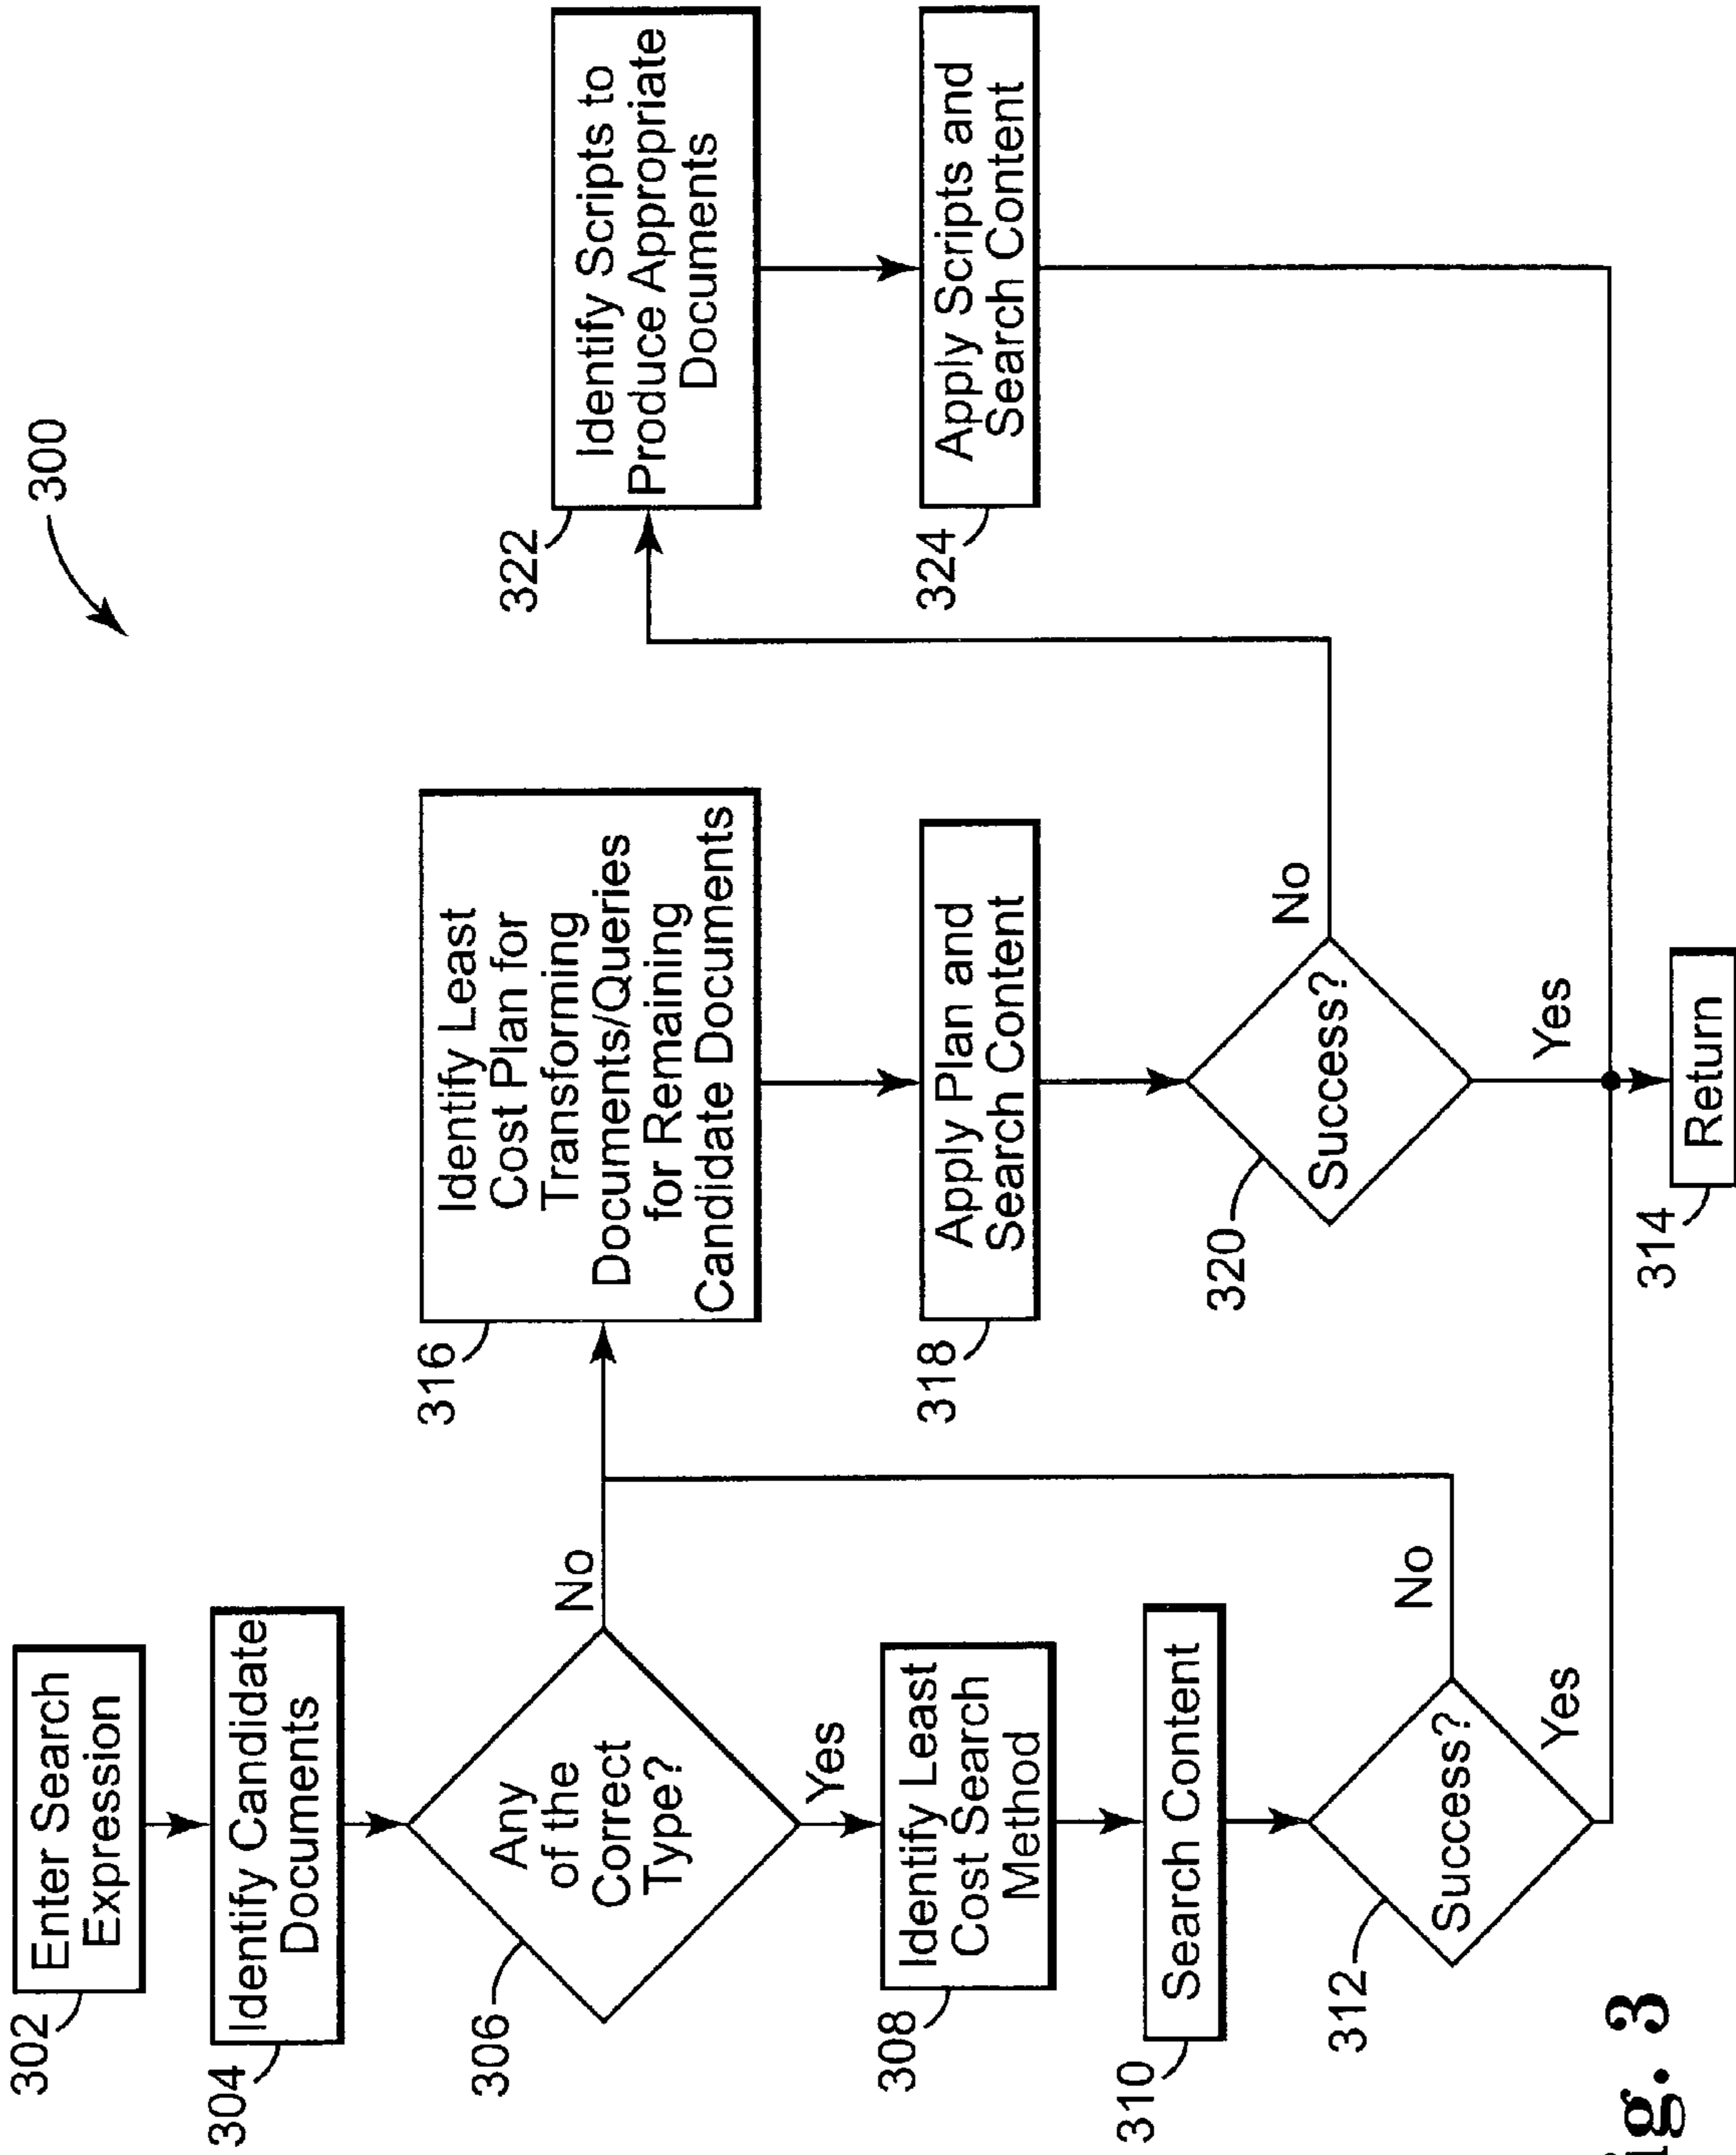 300
302
Enter Search
Expression
304
Identify Candidate
Documents
306
Any
of the
Correct
Type?
No
Yes
308
Identify Least
Cost Search
Method
310
Search Content
312
Success?
No
Yes
316
Identify Least
Cost Plan for
Transforming
Documents/Queries
for Remaining
Candidate Documents
318
Apply Plan and
Search Content
320
Success?
No
Yes
314
Return
322
Identify Scripts to
Produce Appropriate
Documents
324
Apply Scripts and
Search Content
ig. 3